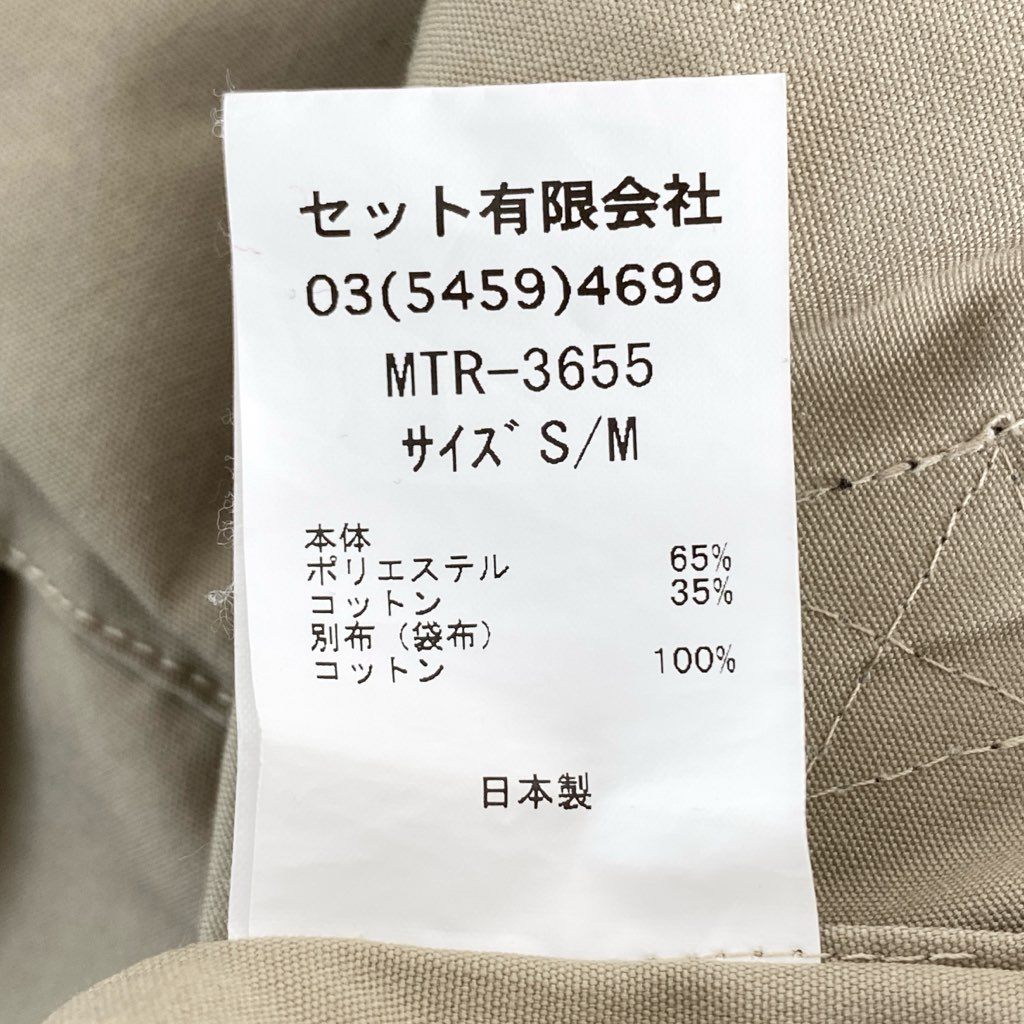 セット有限会社
03(5459)4699
MTR-3655
サイズ S/M
本体
ポリエステル 65%
コットン 35%
別布（袋布）
コットン 100%
日本製